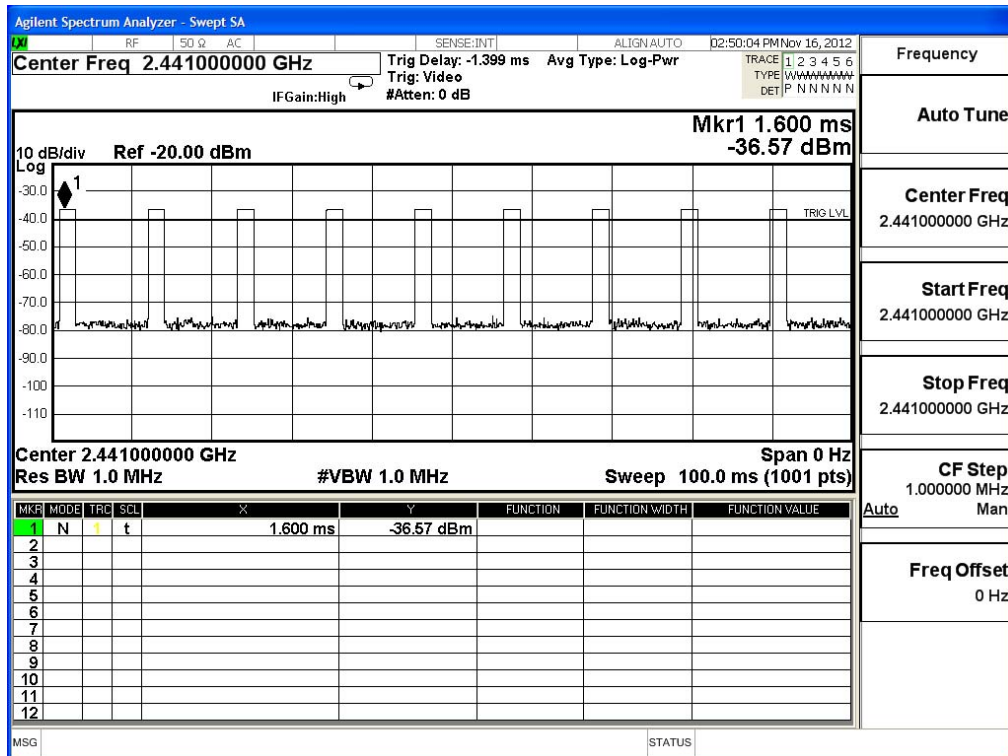 Agilent Spectrum Analyzer - Swept SA
LXI RF 50 Ω AC SENSE:INT ALIGN AUTO 02:50:04 PM Nov 16, 2012
Center Freq 2.441000000 GHz
IFGain:High
Trig Delay: -1.399 ms Avg Type: Log-Pwr
Trig: Video
#Atten: 0 dB
TRACE 1 2 3 4 5 6
TYPE
DET P N N N N N
Mkr1 1.600 ms
-36.57 dBm
10 dB/div Ref -20.00 dBm
Log
1
-30.0
-40.0
TRIG LVL
-50.0
-60.0
-70.0
-80.0
-90.0
-100
-110
Center 2.441000000 GHz Span 0 Hz
Res BW 1.0 MHz #VBW 1.0 MHz Sweep 100.0 ms (1001 pts)
MKR MODE TRC SCL X Y FUNCTION FUNCTION WIDTH FUNCTION VALUE
1 N 1 t 1.600 ms -36.57 dBm
2
3
4
5
6
7
8
9
10
11
12
MSG STATUS
Frequency
Auto Tune
Center Freq
2.441000000 GHz
Start Freq
2.441000000 GHz
Stop Freq
2.441000000 GHz
CF Step
1.000000 MHz
Auto Man
Freq Offset
0 Hz